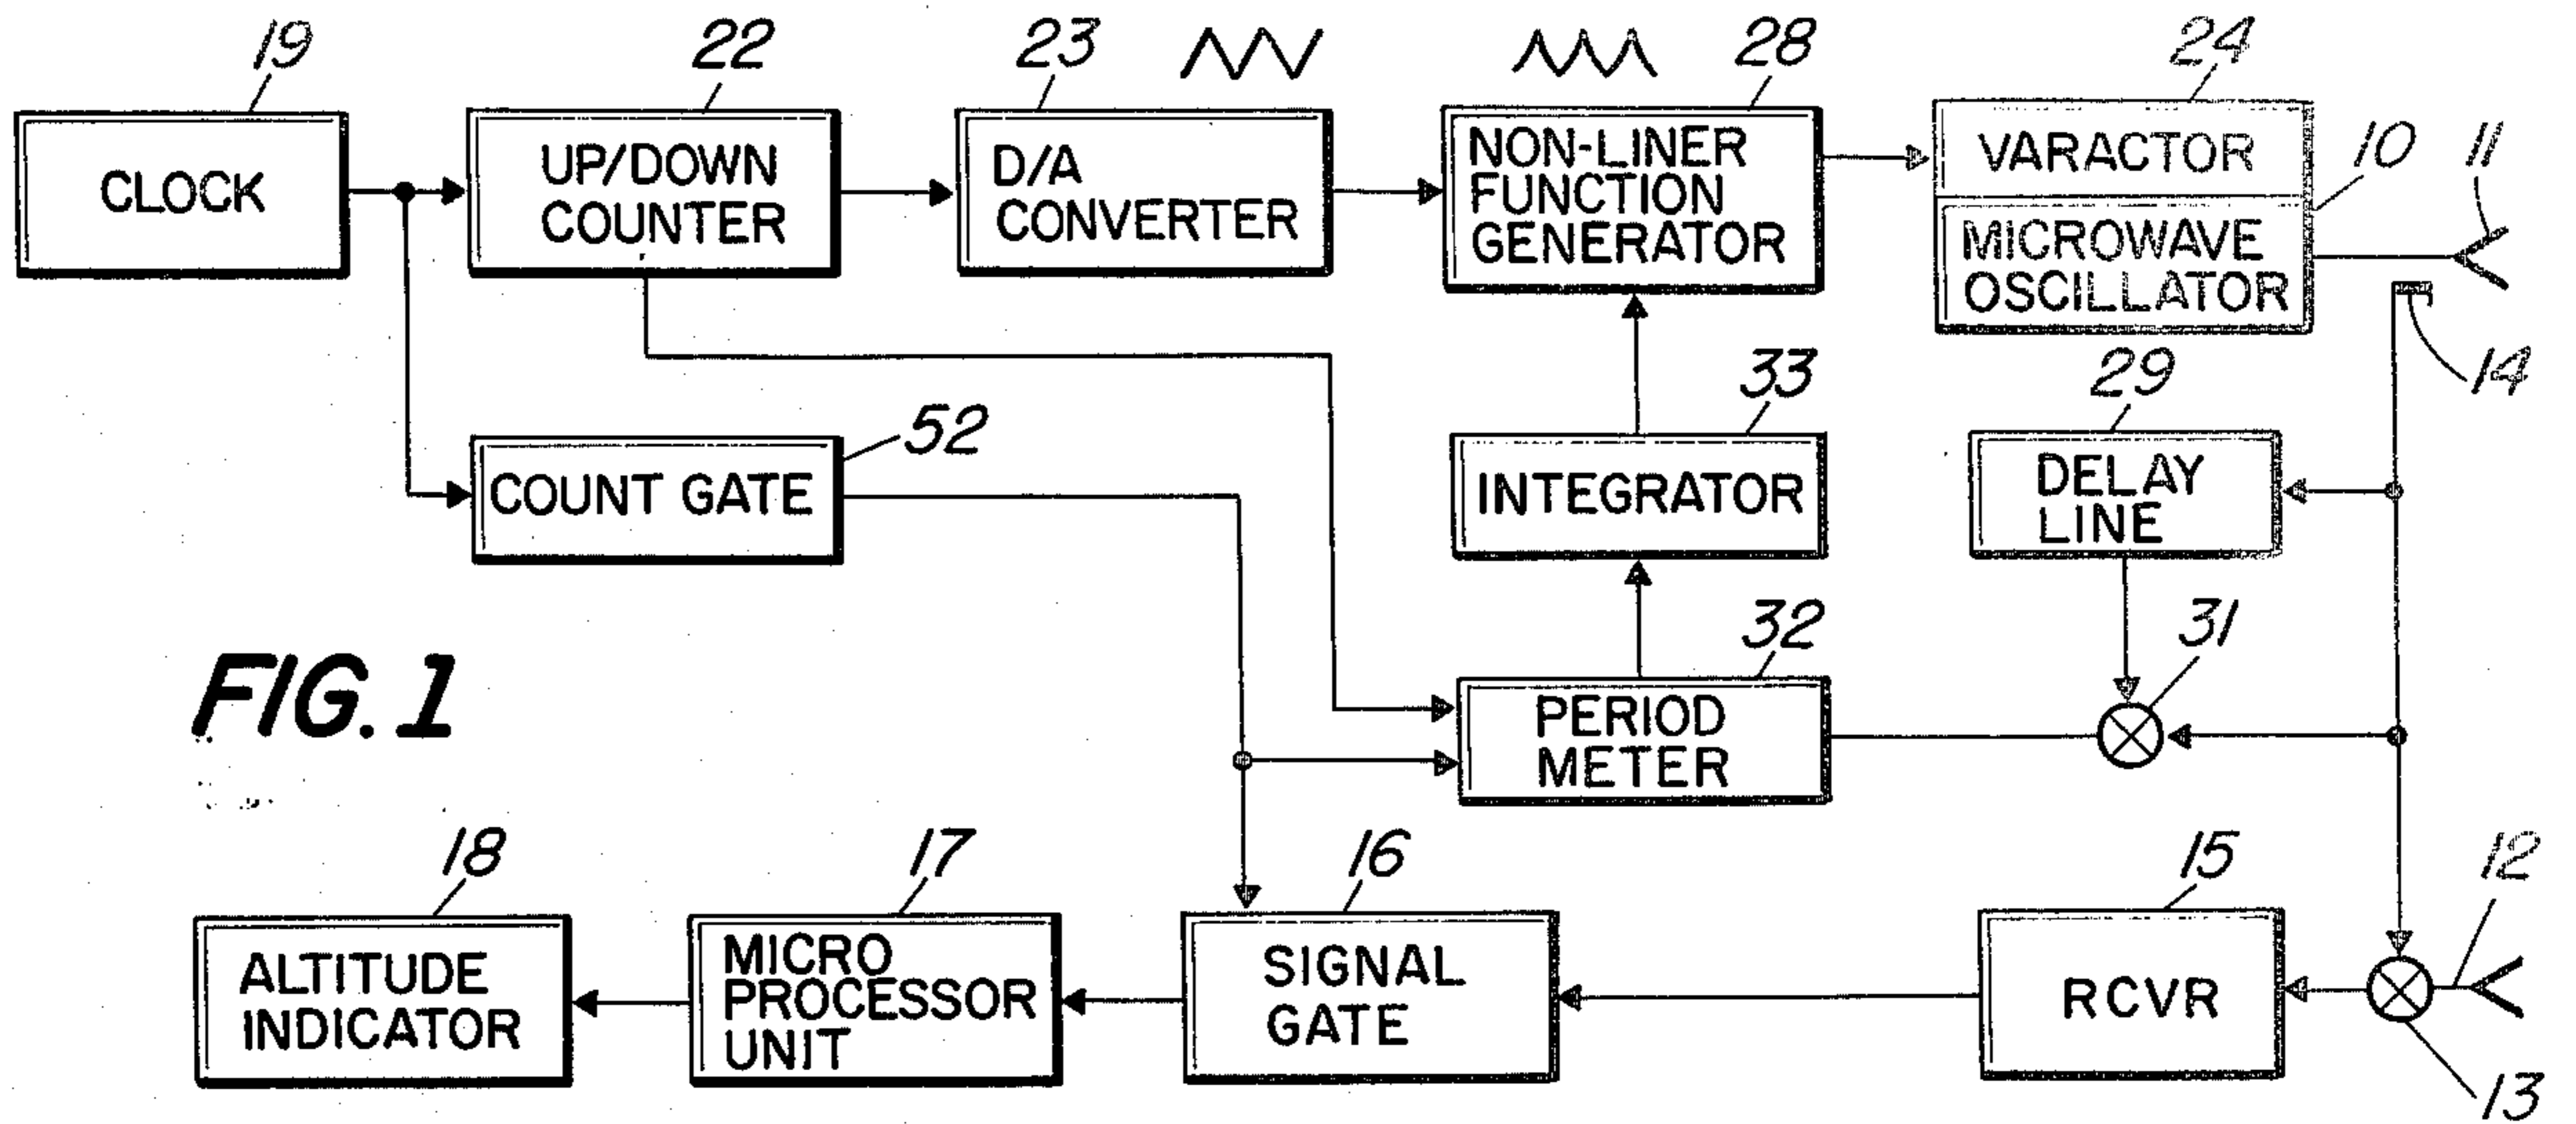 19
22
23
28
24
CLOCK
UP/DOWN
COUNTER
D/A
CONVERTER
NON-LINER
FUNCTION
GENERATOR
VARACTOR
MICROWAVE
OSCILLATOR
10
11
14
52
COUNT GATE
33
INTEGRATOR
29
DELAY
LINE
31
32
PERIOD
METER
FIG. 1
18
ALTITUDE
INDICATOR
17
MICRO
PROCESSOR
UNIT
16
SIGNAL
GATE
15
RCVR
12
13